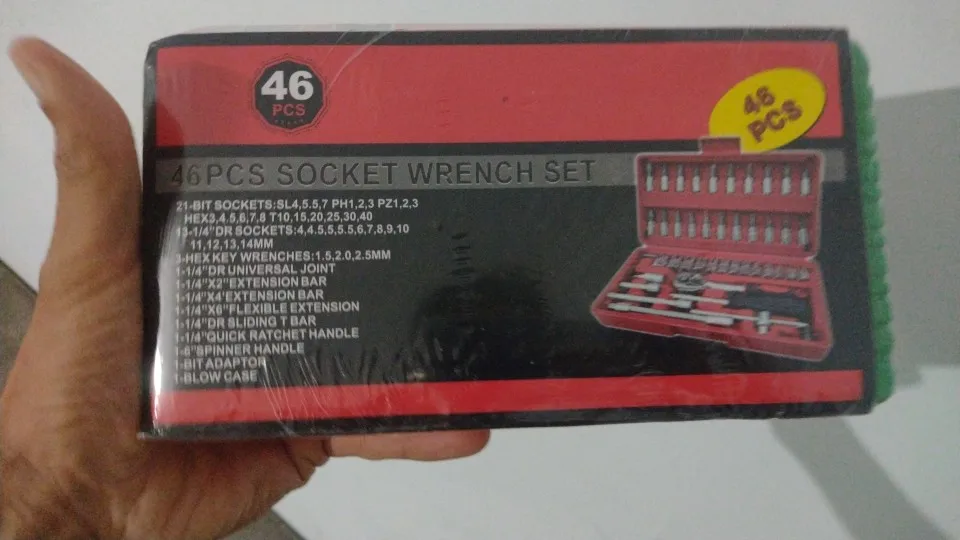 46
PCS
46
PCS
46PCS SOCKET WRENCH SET
21-BIT SOCKETS:SL4,5.5,7 PH1,2,3 PZ1,2,3
HEX3,4.5,6,7,8 T10,15,20,25,30,40
13-1/4"DR SOCKETS:4,4.5,5,5.5,6,7,8,9,10
11,12,13,14MM
3-HEX KEY WRENCHES:1.5,2.0,2.5MM
1-1/4"DR UNIVERSAL JOINT
1-1/4"X2"EXTENSION BAR
1-1/4"X4"EXTENSION BAR
1-1/4"X6"FLEXIBLE EXTENSION
1-1/4"DR SLIDING T BAR
1-1/4"QUICK RATCHET HANDLE
1-6"SPINNER HANDLE
1-BIT ADAPTOR
1-BLOW CASE